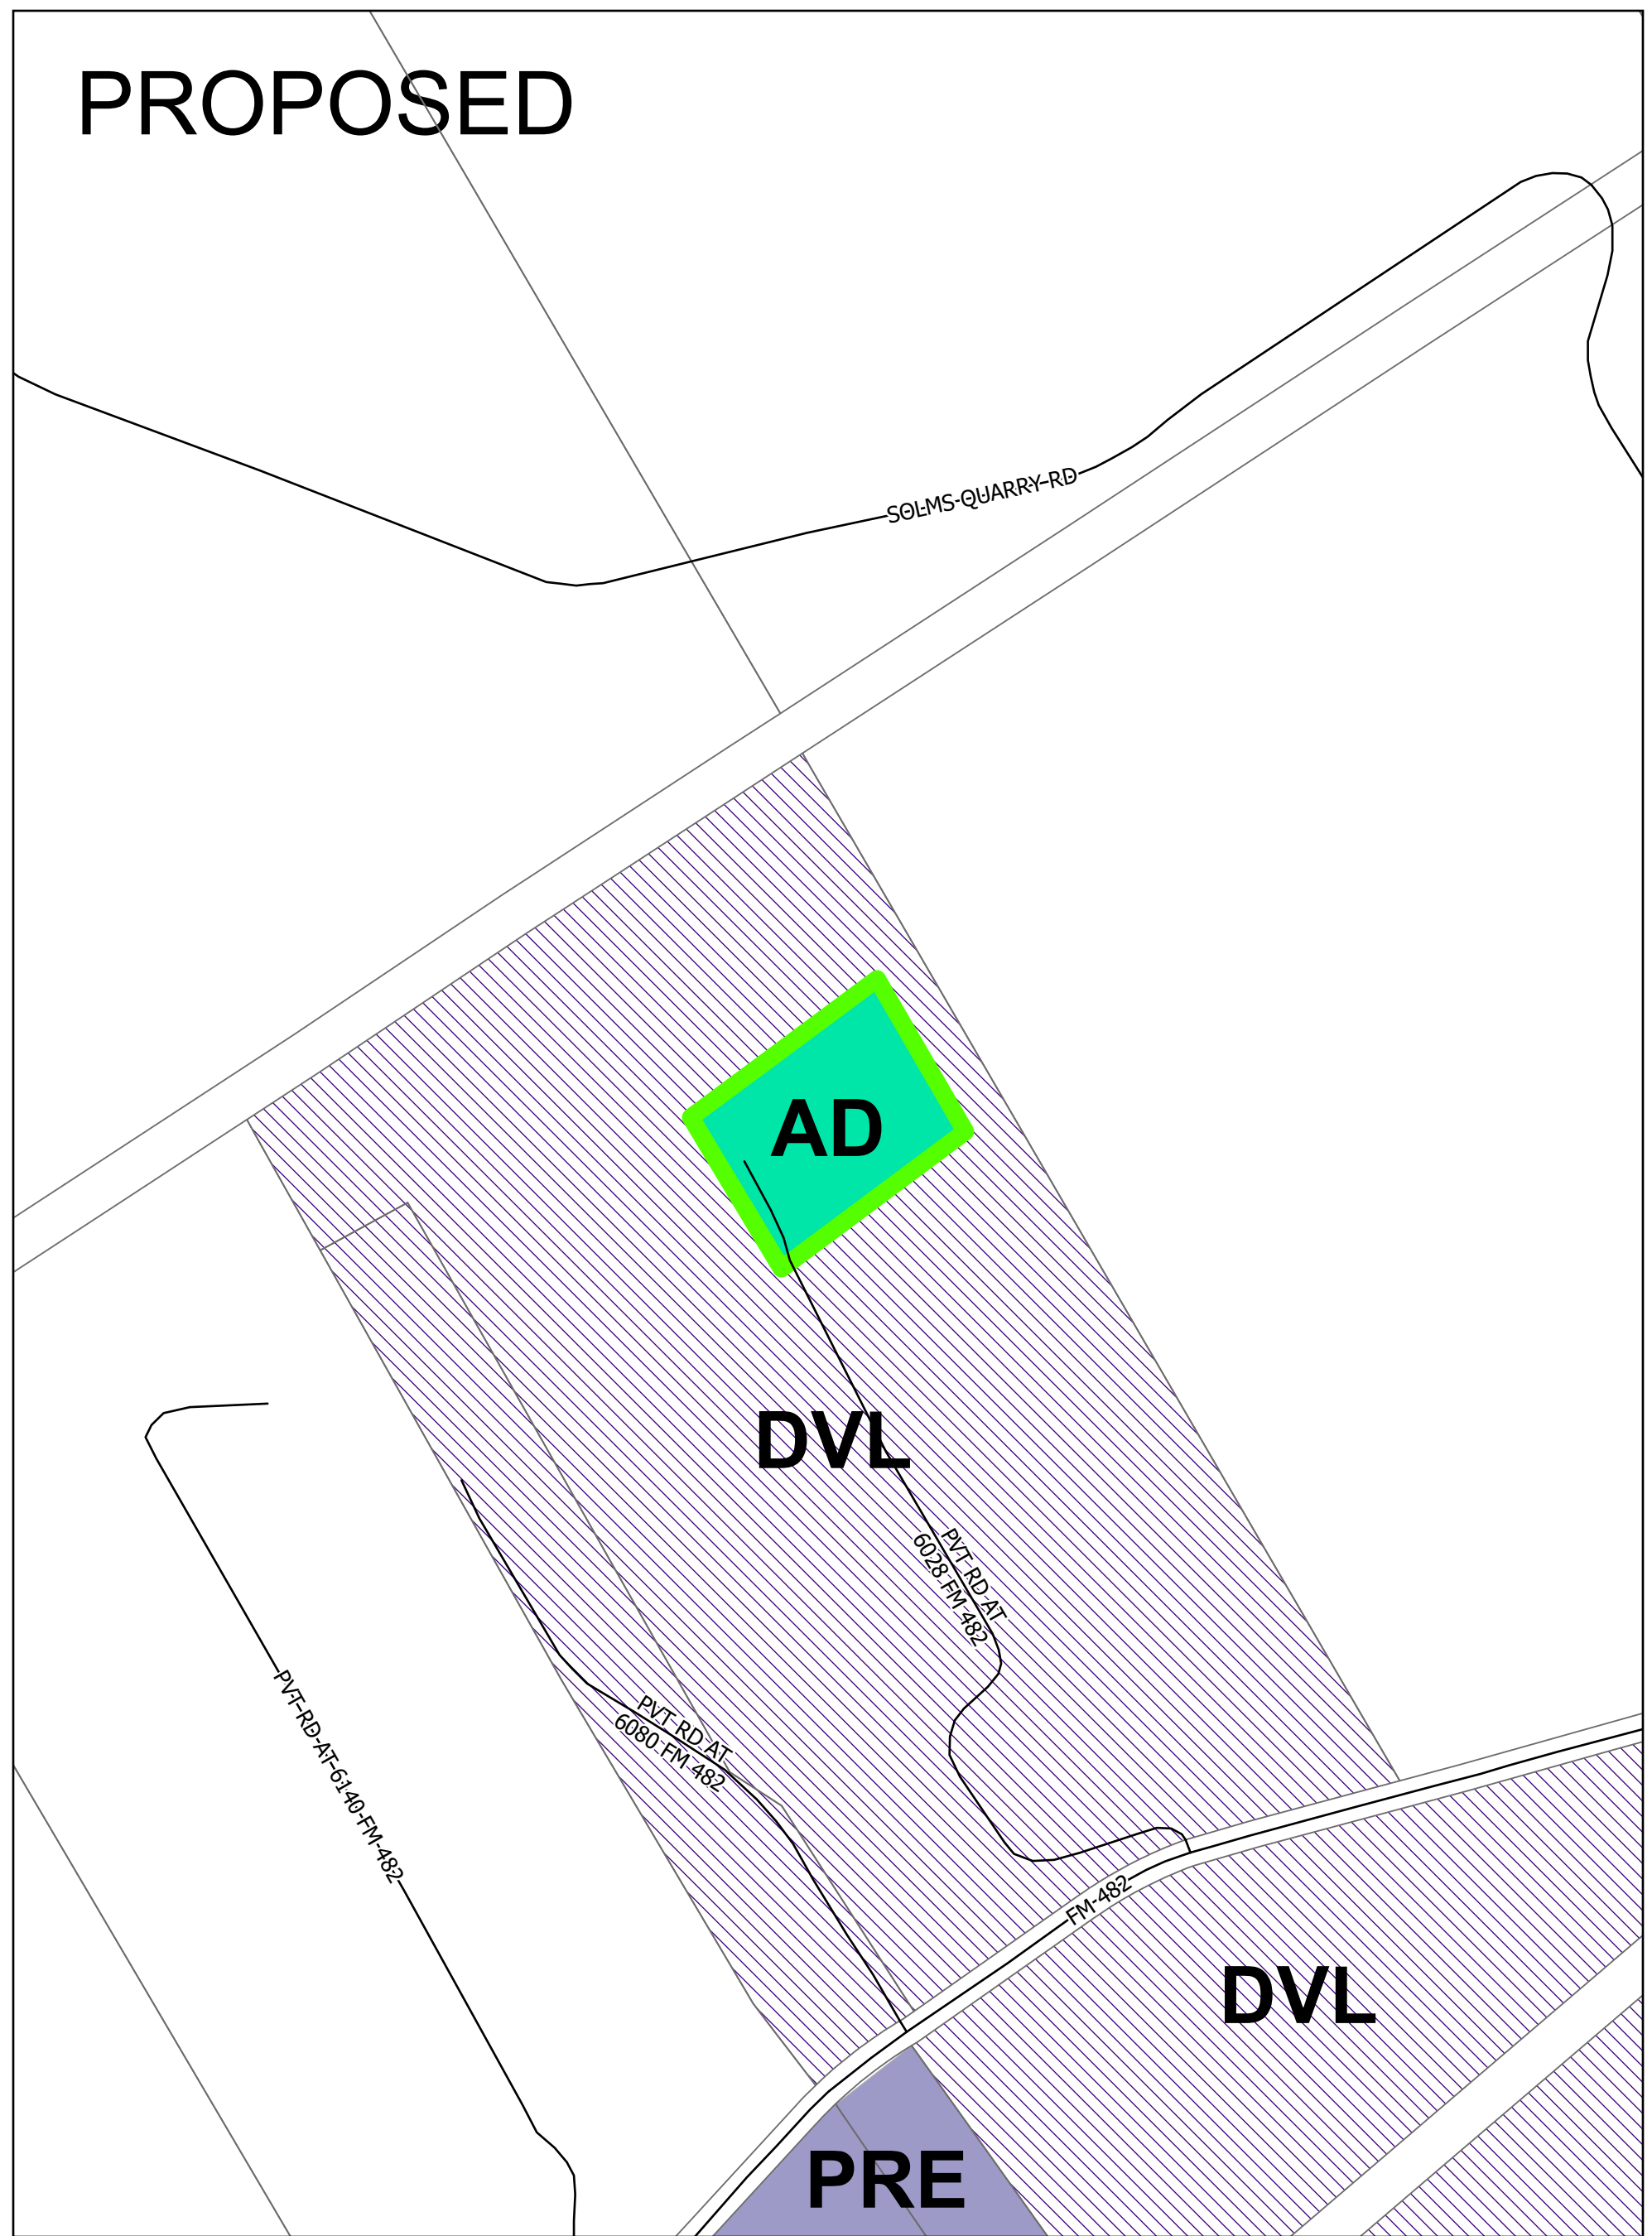 PROPOSED
SOLMS-QUARRY-RD
AD
DVL
PVT RD AT
6028 FM 482
PVT-RD-AT-6140-FM-482
PVT RD AT
6080 FM 482
FM-482
DVL
PRE